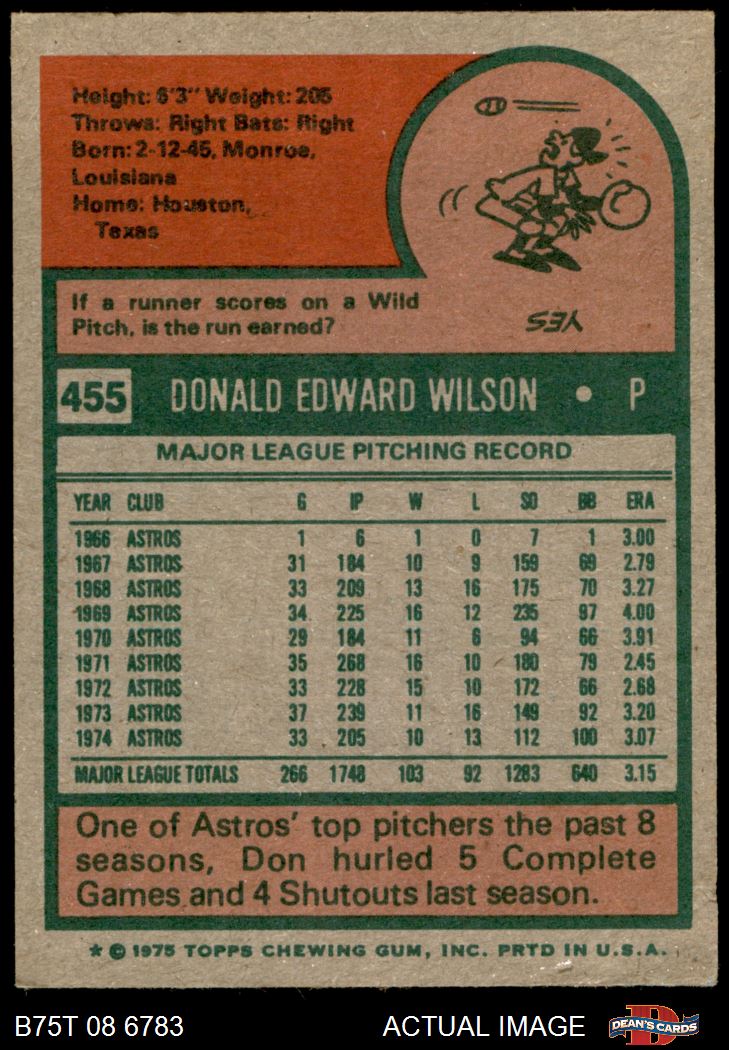 Height: 6'3" Weight: 205
Throws: Right Bats: Right
Born: 2-12-45, Monroe,
Louisiana
Home: Houston,
Texas
If a runner scores on a Wild
Pitch, is the run earned?
YES
455 DONALD EDWARD WILSON • P
MAJOR LEAGUE PITCHING RECORD
YEAR CLUB G IP W L SO BB ERA
1966 ASTROS 1 6 1 0 7 1 3.00
1967 ASTROS 31 184 10 9 159 69 2.79
1968 ASTROS 33 209 13 16 175 70 3.27
1969 ASTROS 34 225 16 12 235 97 4.00
1970 ASTROS 29 184 11 6 94 66 3.91
1971 ASTROS 35 268 16 10 180 79 2.45
1972 ASTROS 33 228 15 10 172 66 2.68
1973 ASTROS 37 239 11 16 149 92 3.20
1974 ASTROS 33 205 10 13 112 100 3.07
MAJOR LEAGUE TOTALS 266 1748 103 92 1283 640 3.15
One of Astros' top pitchers the past 8
seasons, Don hurled 5 Complete
Games and 4 Shutouts last season.
* © 1975 TOPPS CHEWING GUM, INC. PRTD IN U.S.A.
B75T 08 6783 ACTUAL IMAGE DEAN'S CARDS